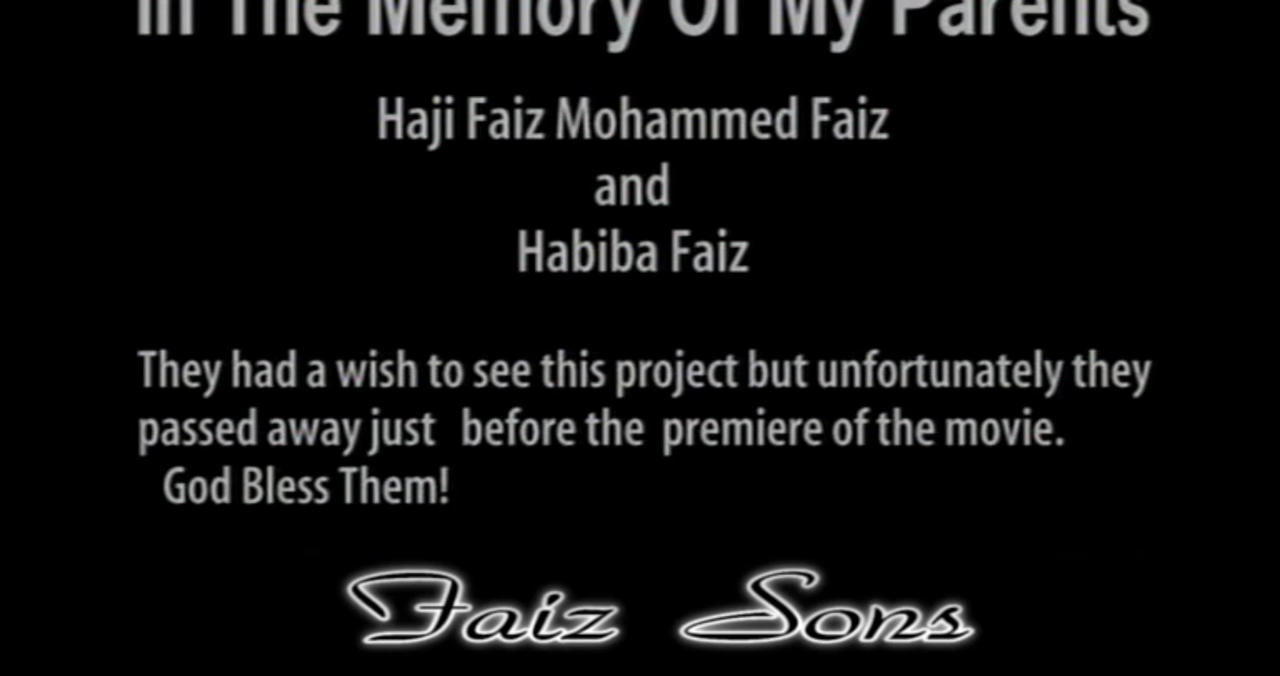 In The Memory Of My Parents
Haji Faiz Mohammed Faiz
and
Habiba Faiz
They had a wish to see this project but unfortunately they
passed away just before the premiere of the movie.
God Bless Them!
Faiz Sons